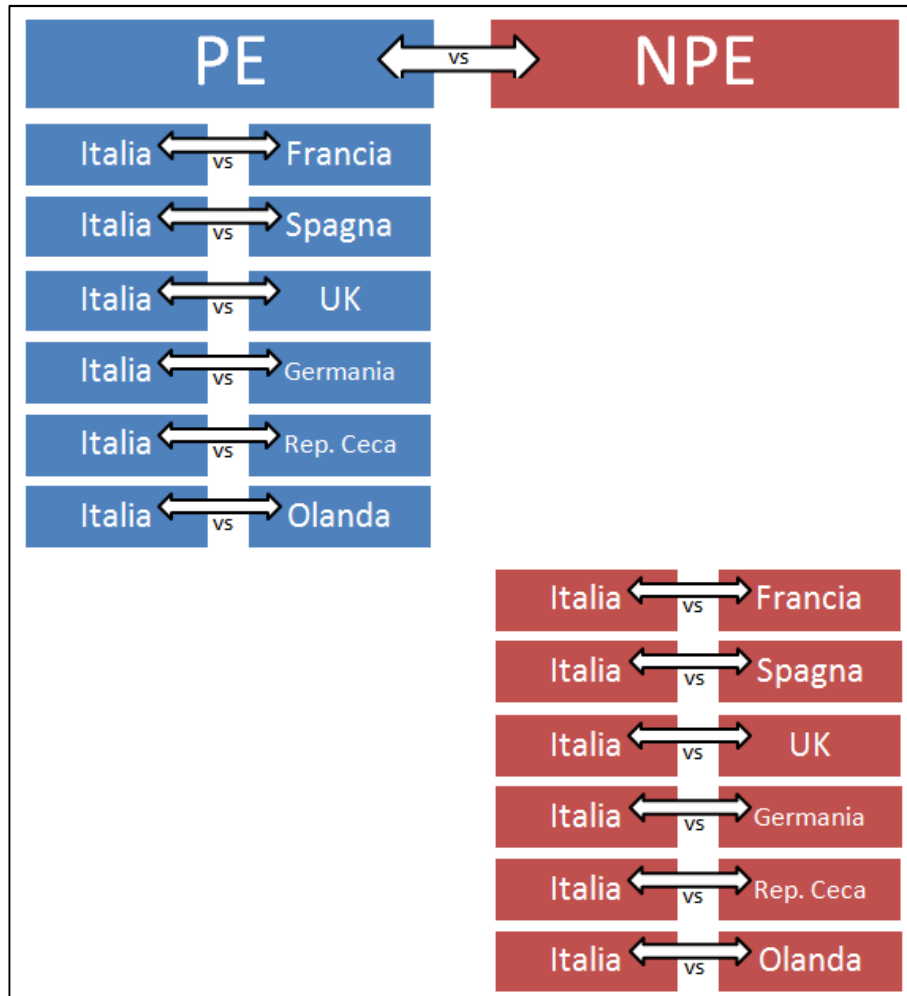 PE vs NPE
Italia vs Francia
Italia vs Spagna
Italia vs UK
Italia vs Germania
Italia vs Rep. Ceca
Italia vs Olanda
Italia vs Francia
Italia vs Spagna
Italia vs UK
Italia vs Germania
Italia vs Rep. Ceca
Italia vs Olanda